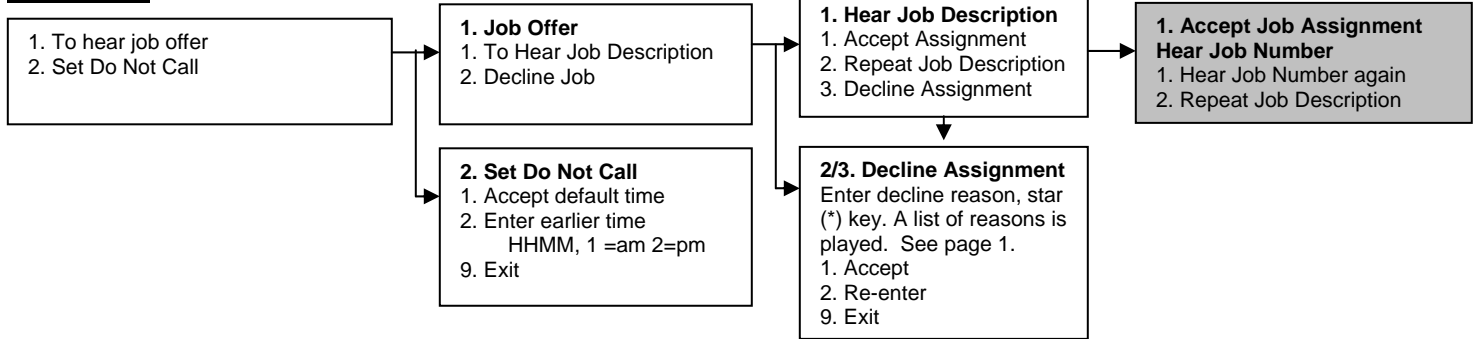 1. To hear job offer
2. Set Do Not Call
1. Job Offer
1. To Hear Job Description
2. Decline Job
2. Set Do Not Call
1. Accept default time
2. Enter earlier time
HHMM, 1 =am 2=pm
9. Exit
1. Hear Job Description
1. Accept Assignment
2. Repeat Job Description
3. Decline Assignment
2/3. Decline Assignment
Enter decline reason, star
(*) key. A list of reasons is
played. See page 1.
1. Accept
2. Re-enter
9. Exit
1. Accept Job Assignment
Hear Job Number
1. Hear Job Number again
2. Repeat Job Description